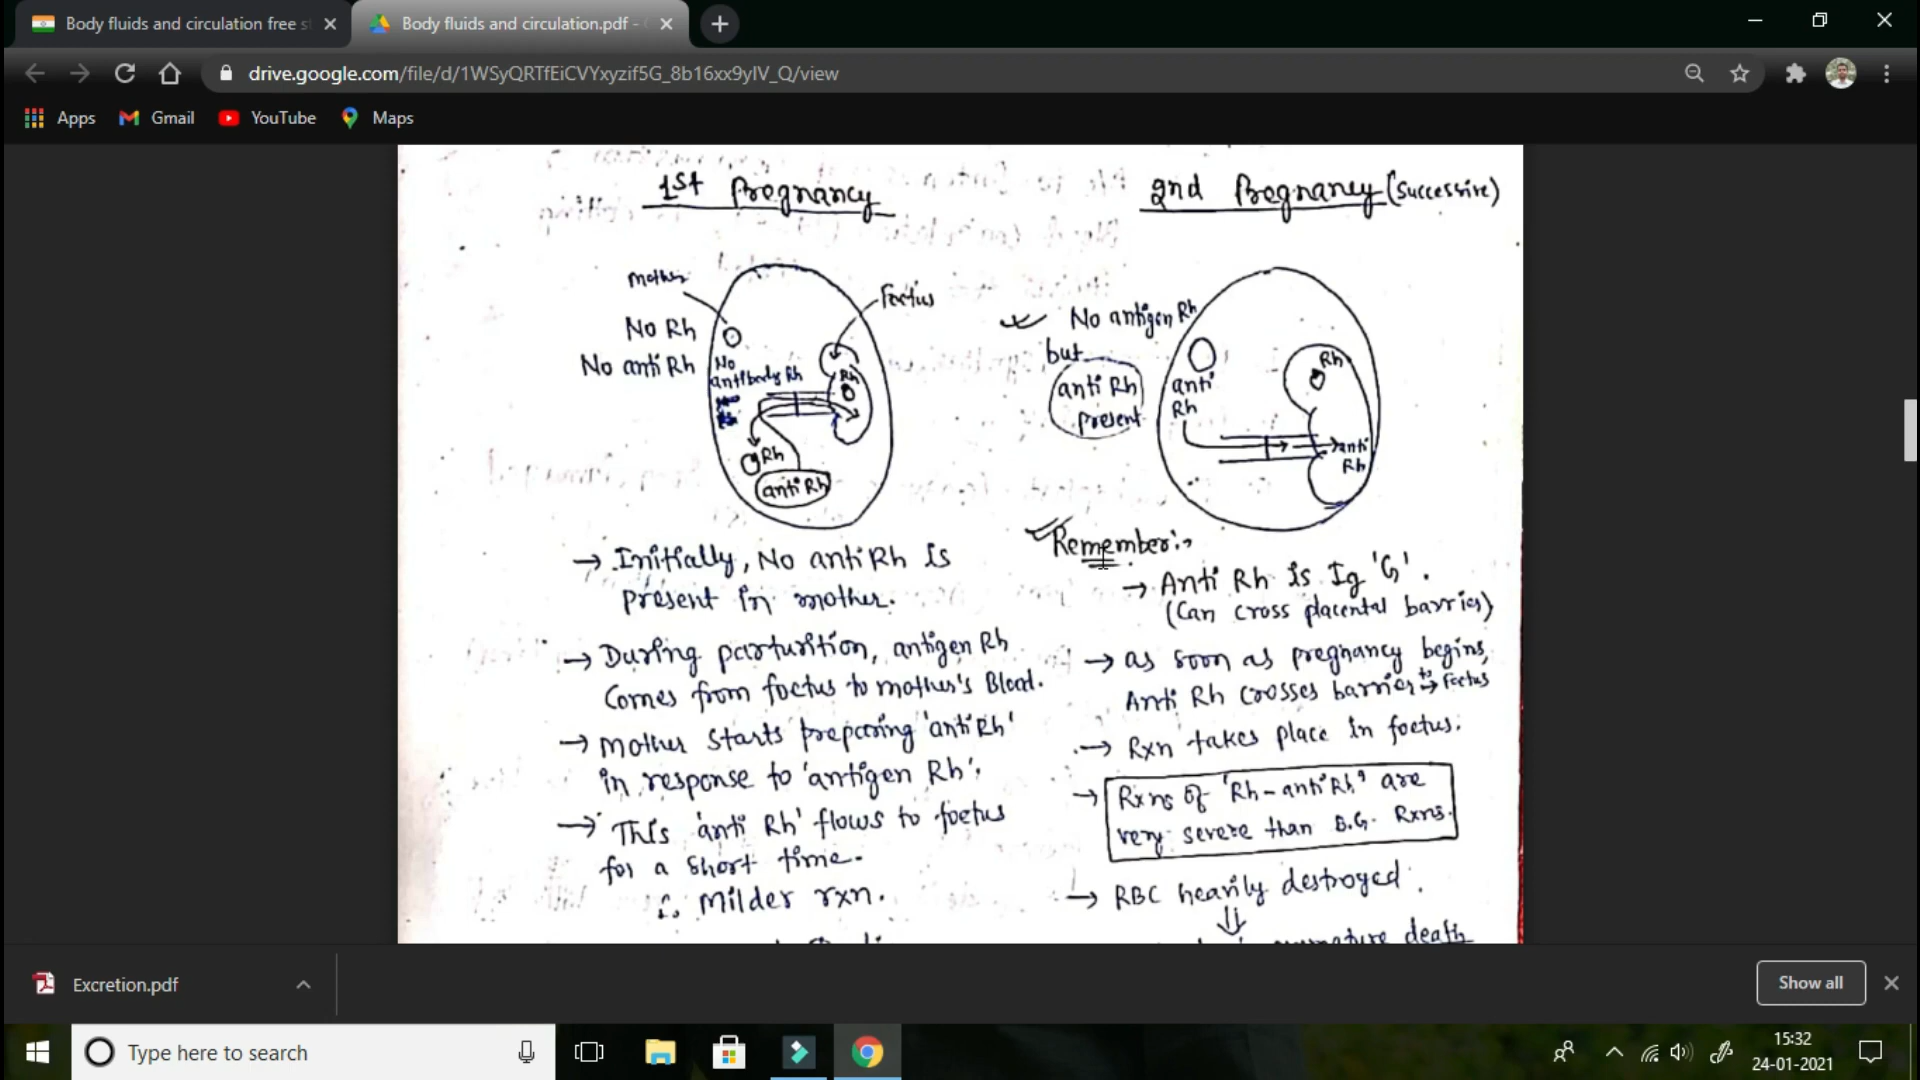 Body fluids and circulation free s
Body fluids and circulation.pdf -
drive.google.com/file/d/1WSyQRTfEiCVYxyzif5G_8b16xx9yIV_Q/view
Apps
Gmail
YouTube
Maps
1st Pregnancy
mother
Foetus
No Rh
No anti Rh
No
antibody Rh
Rh
Rh
anti Rh
→ Initially, No anti Rh is
present in mother.
→ During parturition, antigen Rh
comes from foetus to mother's Blood.
→ Mother starts preparing 'anti Rh'
in response to 'antigen Rh'.
→ This 'anti Rh' flows to foetus
for a short time.
∴ Milder rxn.
2nd Pregnancy (successive)
No antigen Rh
but
anti Rh
present
anti
Rh
Rh
anti
Rh
Remember:-
→ Anti Rh is Ig 'G'.
(Can cross placental barrier)
→ as soon as pregnancy begins,
Anti Rh crosses barrier to → Foetus
→ Rxn takes place in foetus.
→ Rxns of 'Rh-anti Rh' are
very severe than B.G. Rxns.
→ RBC heavily destroyed.
⇓
death
Excretion.pdf
Show all
Type here to search
15:32
24-01-2021